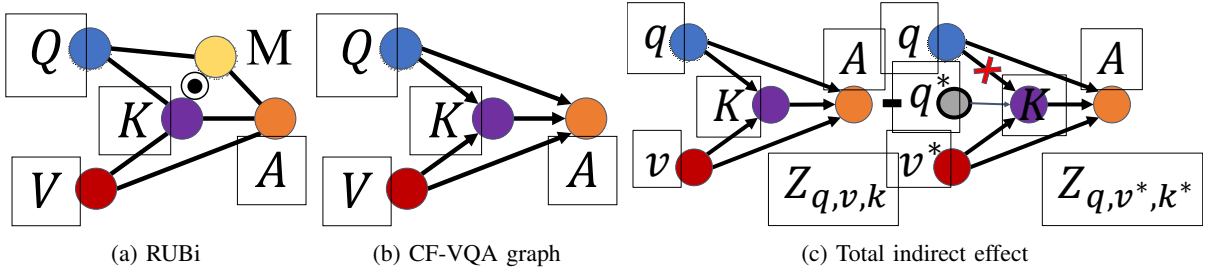 Q
M
K
V
A
(a) RUBi
Q
K
V
A
(b) CF-VQA graph
q
A
K
v
Z_{q,v,k}
-
q
A
q*
K
v*
Z_{q,v*,k*}
(c) Total indirect effect